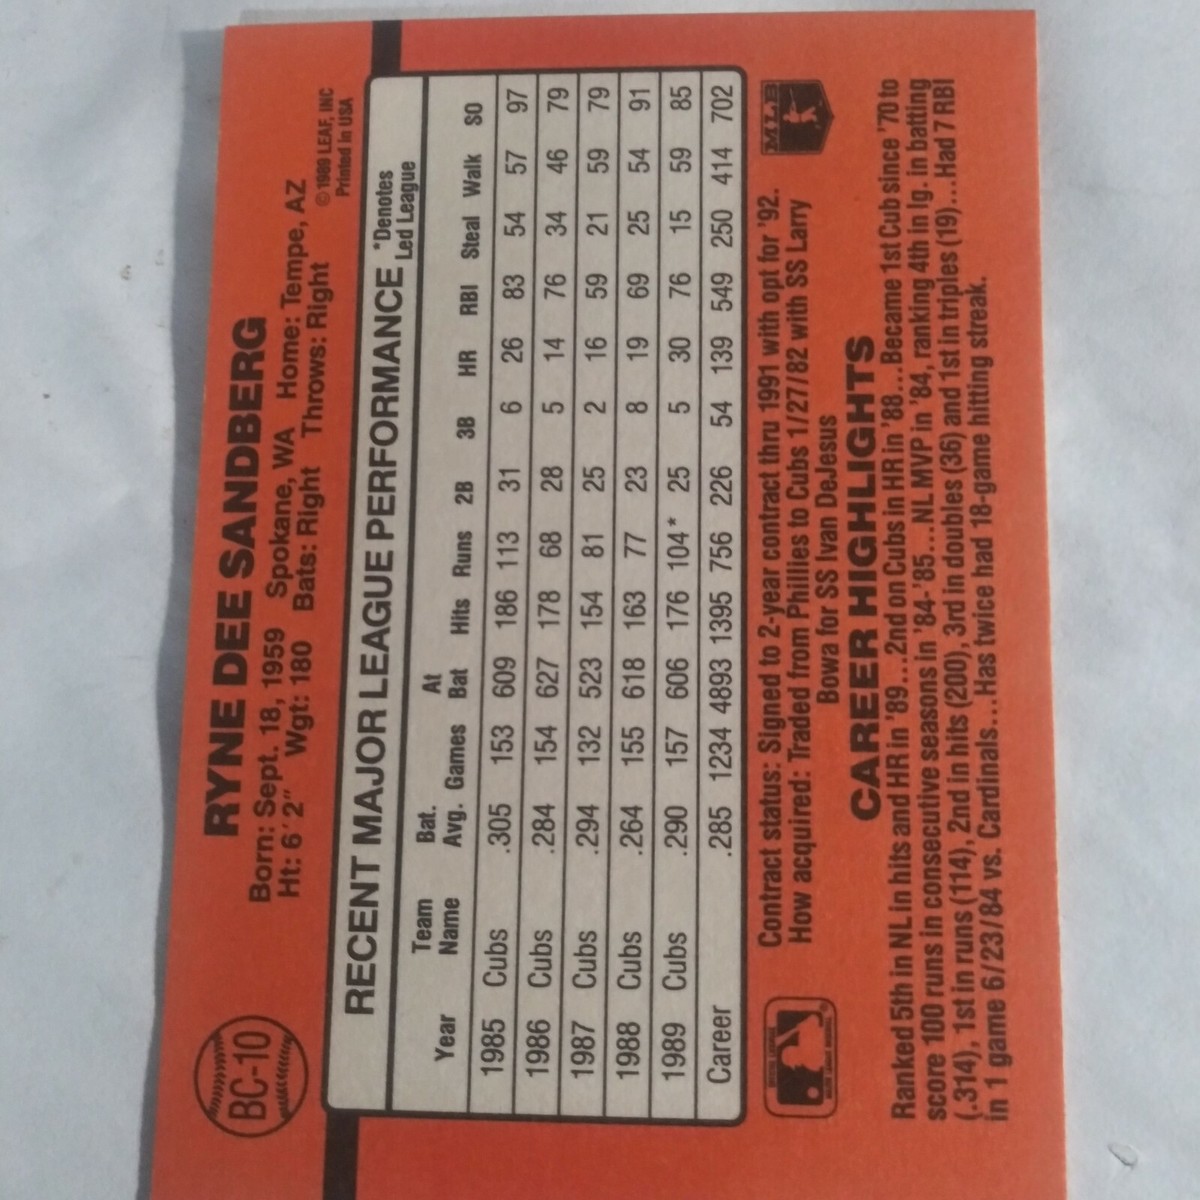 BC-10
RYNE DEE SANDBERG
Born: Sept. 18, 1959 Spokane, WA Home: Tempe, AZ
Ht: 6' 2" Wgt: 180 Bats: Right Throws: Right
© 1989 LEAF, INC
Printed in USA
RECENT MAJOR LEAGUE PERFORMANCE *Denotes Led League
Year Team Name Bat. Avg. Games At Bat Hits Runs 2B 3B HR RBI Steal Walk SO
1985 Cubs .305 153 609 186 113 31 6 26 83 54 57 97
1986 Cubs .284 154 627 178 68 28 5 14 76 34 46 79
1987 Cubs .294 132 523 154 81 25 2 16 59 21 59 79
1988 Cubs .264 155 618 163 77 23 8 19 69 25 54 91
1989 Cubs .290 157 606 176 104* 25 5 30 76 15 59 85
Career .285 1234 4893 1395 756 226 54 139 549 250 414 702
Contract status: Signed to 2-year contract thru 1991 with opt for '92.
How acquired: Traded from Phillies to Cubs 1/27/82 with SS Larry
Bowa for SS Ivan DeJesus
MLB
CAREER HIGHLIGHTS
Ranked 5th in NL in hits and HR in '89...2nd on Cubs in HR in '88...Became 1st Cub since '70 to
score 100 runs in consecutive seasons in '84-'85...NL MVP in '84, ranking 4th in lg. in batting
(.314), 1st in runs (114), 2nd in hits (200), 3rd in doubles (36) and 1st in triples (19)...Had 7 RBI
in 1 game 6/23/84 vs. Cardinals...Has twice had 18-game hitting streak.